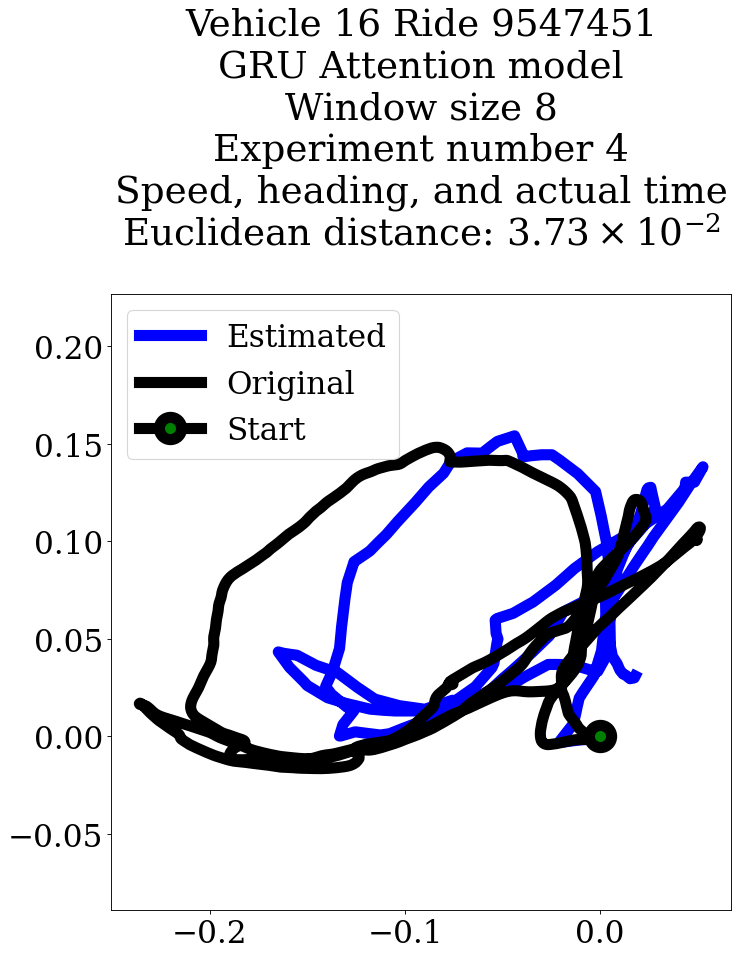 Vehicle 16 Ride 9547451
GRU Attention model
Window size 8
Experiment number 4
Speed, heading, and actual time
Euclidean distance: 3.73 × 10⁻²
Estimated
Original
Start
0.20
0.15
0.10
0.05
0.00
−0.05
−0.2
−0.1
0.0